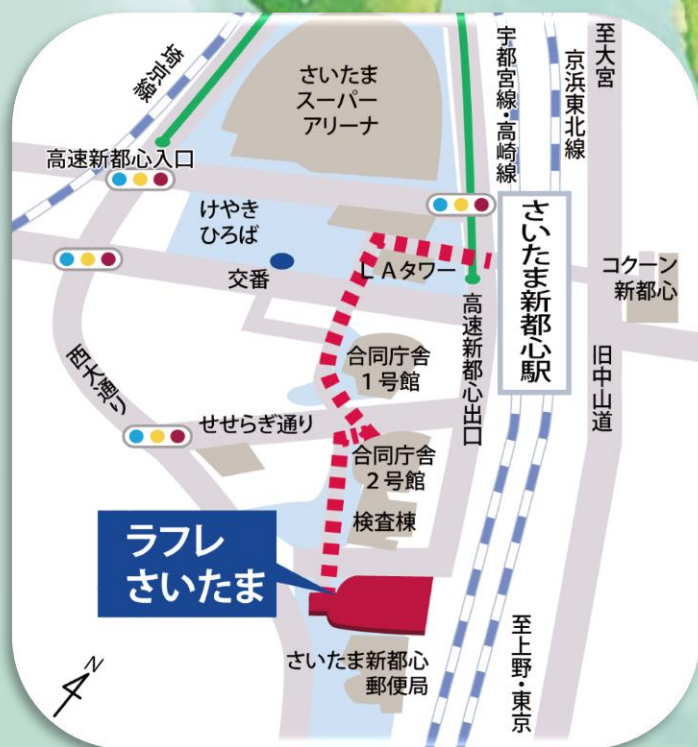 埼京線
さいたま
スーパー
アリーナ
宇都宮線・高崎線
京浜東北線
至大宮
高速新都心入口
けやき
ひろば
交番
LAタワー
さいたま新都心駅
コクーン
新都心
西大通り
合同庁舎
1号館
高速新都心出口
旧中山道
せせらぎ通り
合同庁舎
2号館
検査棟
ラフレ
さいたま
さいたま新都心
郵便局
至上野・東京
N